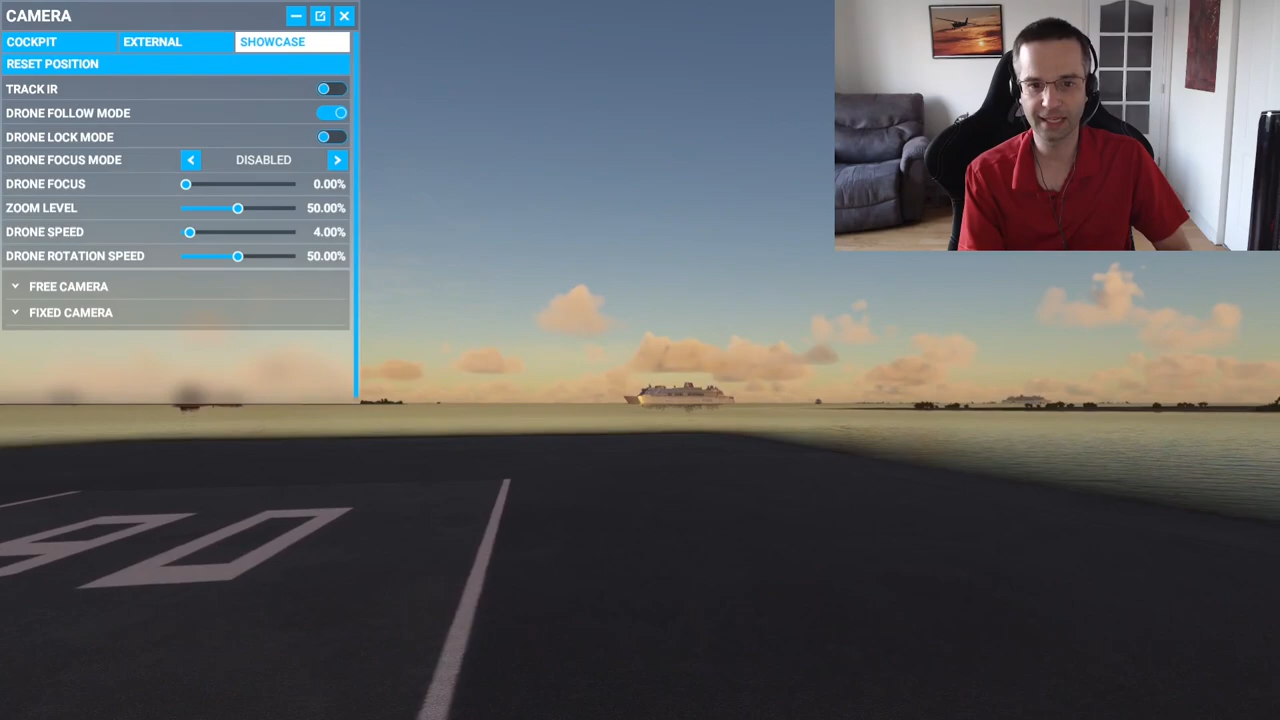 CAMERA
COCKPIT EXTERNAL SHOWCASE
RESET POSITION
TRACK IR
DRONE FOLLOW MODE
DRONE LOCK MODE
DRONE FOCUS MODE DISABLED
DRONE FOCUS 0.00%
ZOOM LEVEL 50.00%
DRONE SPEED 4.00%
DRONE ROTATION SPEED 50.00%
FREE CAMERA
FIXED CAMERA